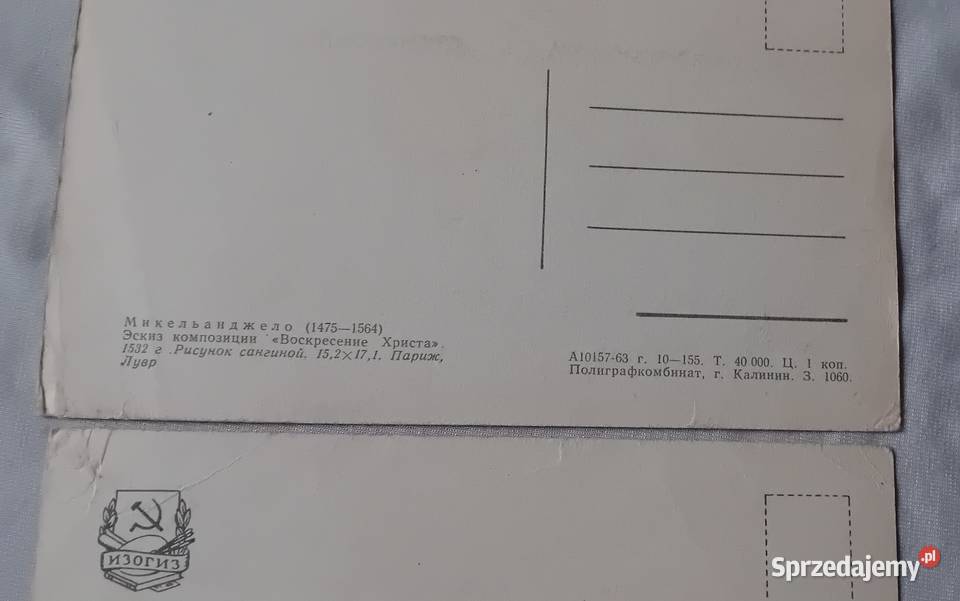 Микельанджело (1475—1564)
Эскиз композиции «Воскресение Христа».
1532 г .Рисунок сангиной. 15,2×17,1. Париж,
Лувр
А10157-63 г. 10—155. Т. 40 000. Ц. 1 коп.
Полиграфкомбинат, г. Калинин. З. 1060.
ИЗОГИЗ
Sprzedajemy.pl